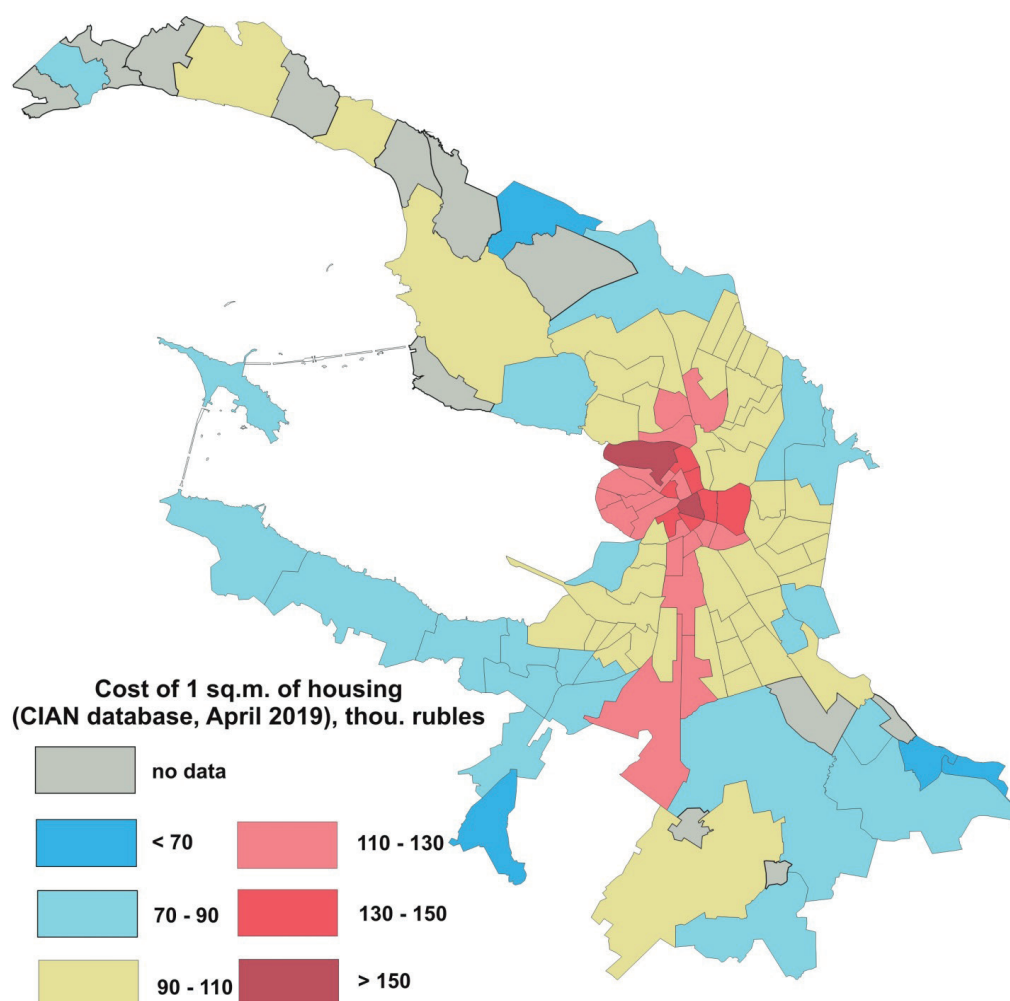 Cost of 1 sq.m. of housing
(CIAN database, April 2019), thou. rubles
no data
< 70
110 - 130
70 - 90
130 - 150
90 - 110
> 150